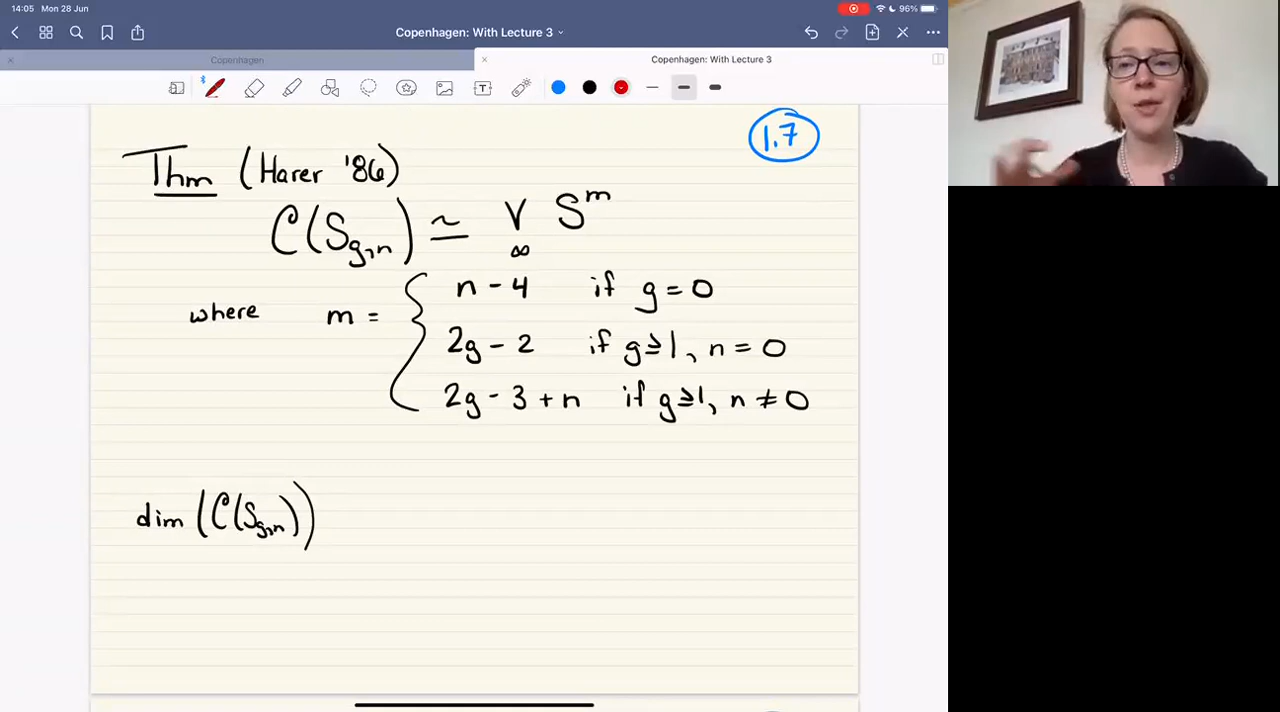 14:05 Mon 28 Jun
96%
Copenhagen: With Lecture 3
Copenhagen
Copenhagen: With Lecture 3
1.7
Thm (Harer '86)
C(S_{g,n}) ≃ ∨_∞ S^m
where m = { n - 4 if g = 0
2g - 2 if g ≥ 1, n = 0
2g - 3 + n if g ≥ 1, n ≠ 0
dim (C(S_{g,n}))